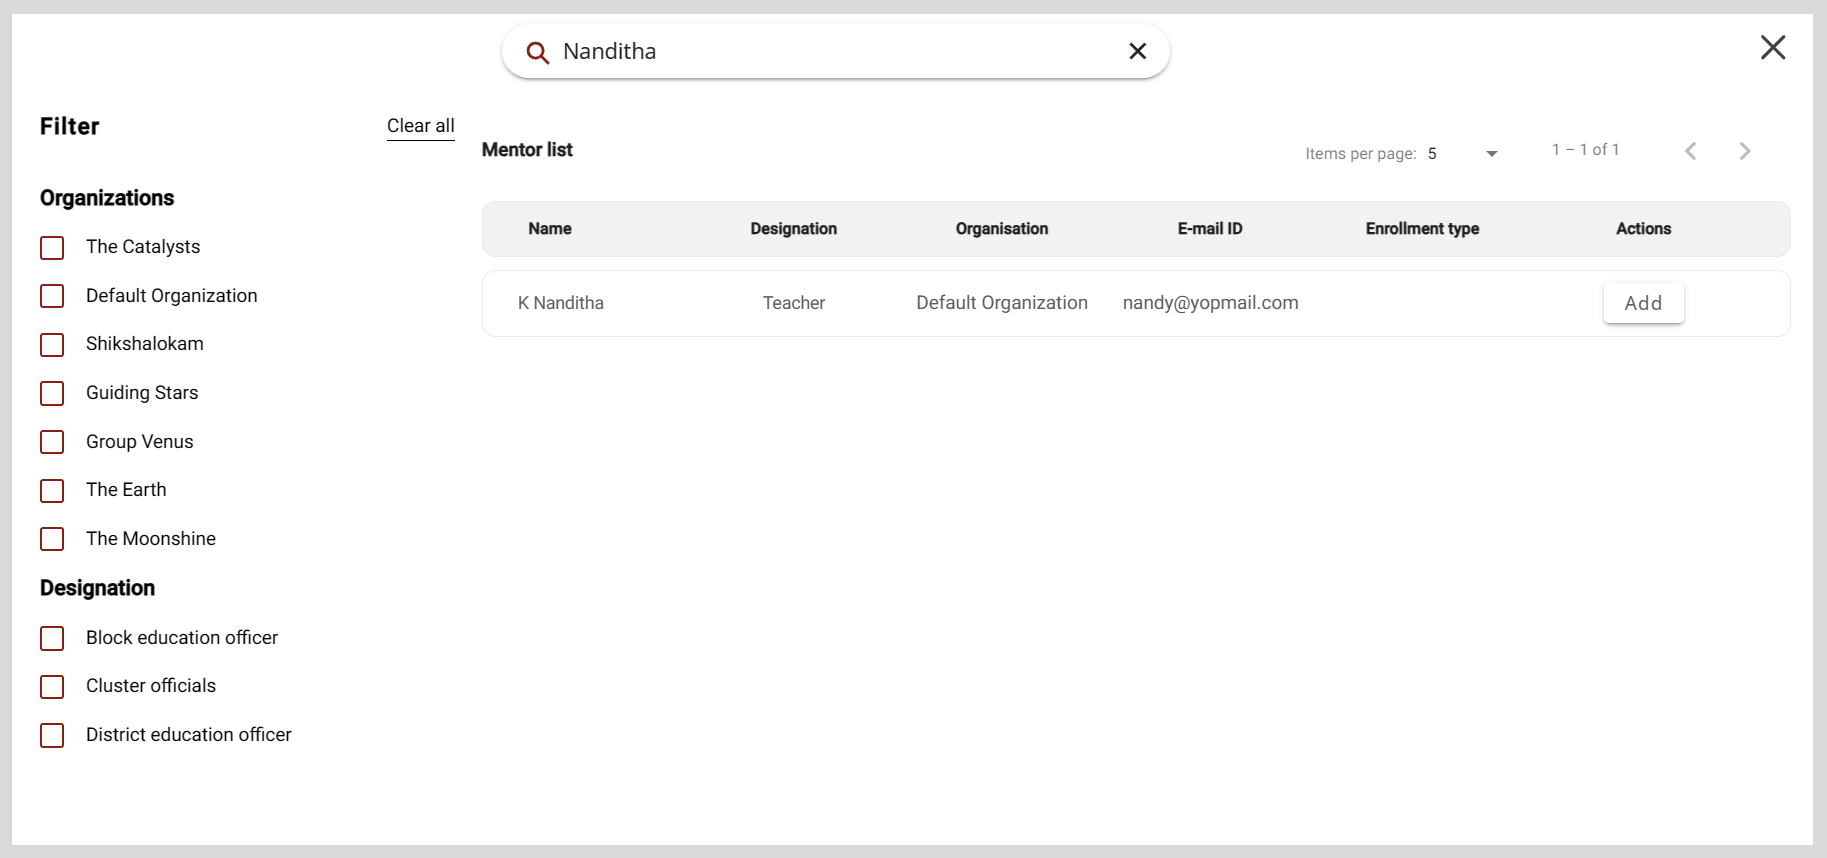 Nanditha
Filter
Clear all
Organizations
The Catalysts
Default Organization
Shikshalokam
Guiding Stars
Group Venus
The Earth
The Moonshine
Designation
Block education officer
Cluster officials
District education officer
Mentor list
Items per page: 5
1 – 1 of 1
Name Designation Organisation E-mail ID Enrollment type Actions
K Nanditha Teacher Default Organization nandy@yopmail.com Add